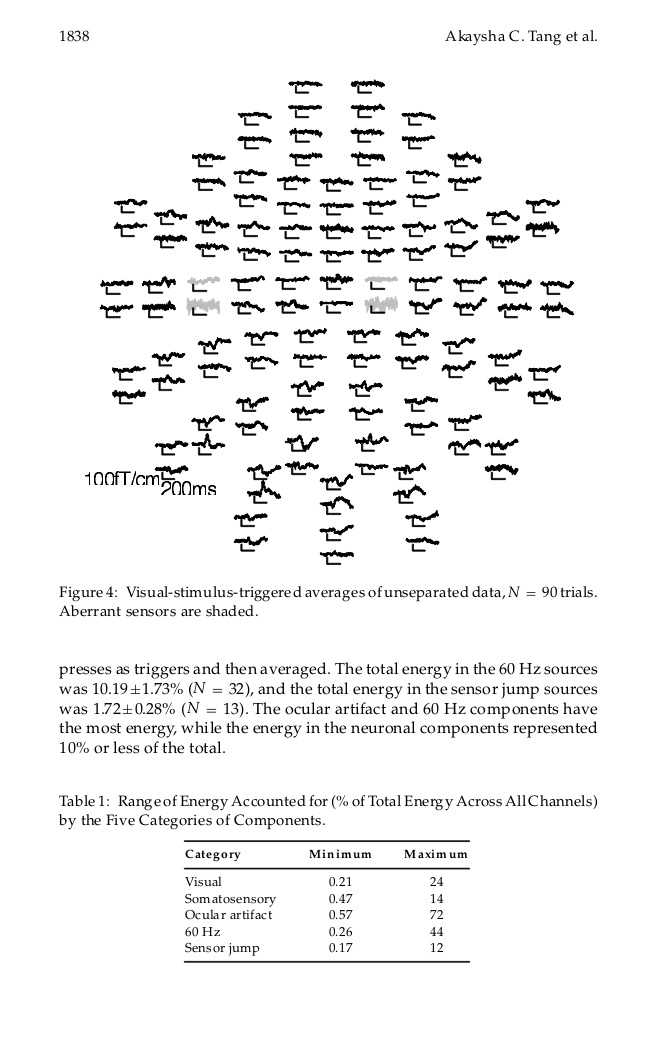 1838
Akaysha C. Tang et al.
100fT/cm
200ms
Figure 4: Visual-stimulus-triggered averages of unseparated data, N = 90 trials.
Aberrant sensors are shaded.
presses as triggers and then averaged. The total energy in the 60 Hz sources
was 10.19±1.73% (N = 32), and the total energy in the sensor jump sources
was 1.72±0.28% (N = 13). The ocular artifact and 60 Hz components have
the most energy, while the energy in the neuronal components represented
10% or less of the total.
Table 1: Range of Energy Accounted for (% of Total Energy Across All Channels)
by the Five Categories of Components.
Category Minimum Maximum
Visual 0.21 24
Somatosensory 0.47 14
Ocular artifact 0.57 72
60 Hz 0.26 44
Sensor jump 0.17 12